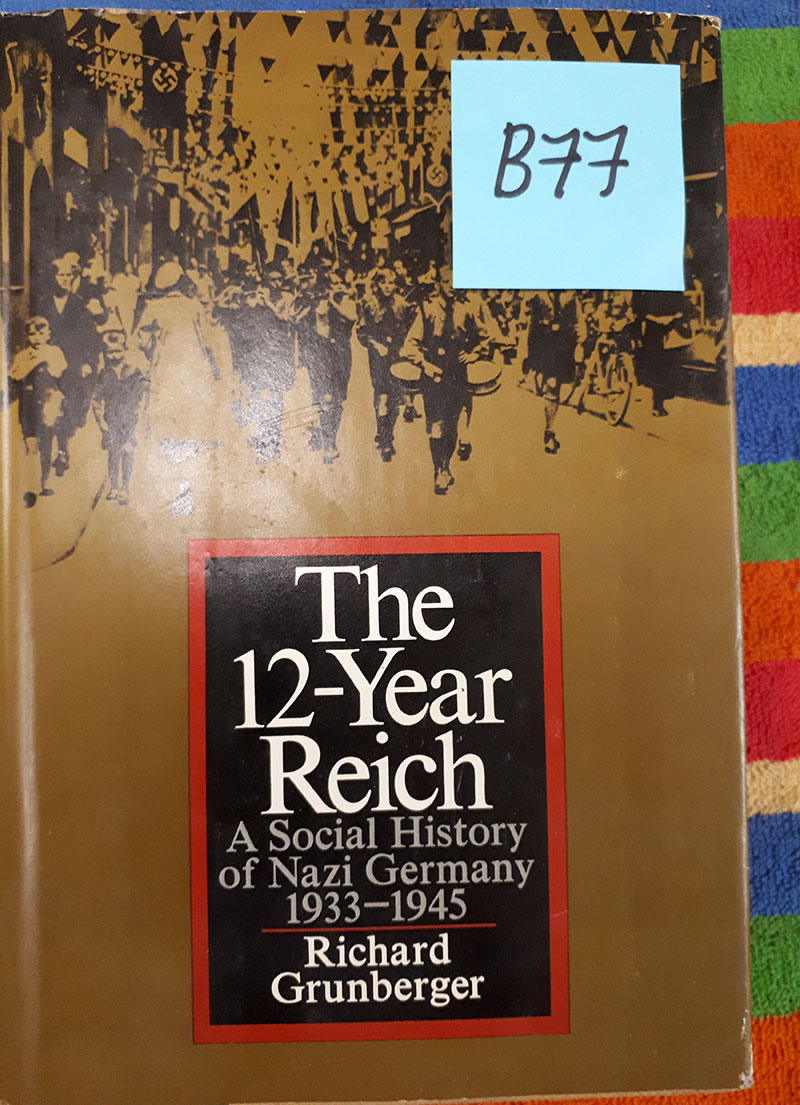 B77
The
12-Year
Reich
A Social History
of Nazi Germany
1933–1945
Richard
Grunberger